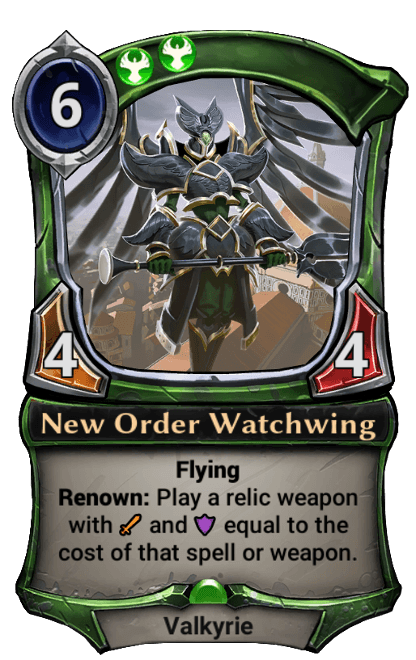 6
4
4
New Order Watchwing
Flying
Renown: Play a relic weapon
with and equal to the
cost of that spell or weapon.
Valkyrie